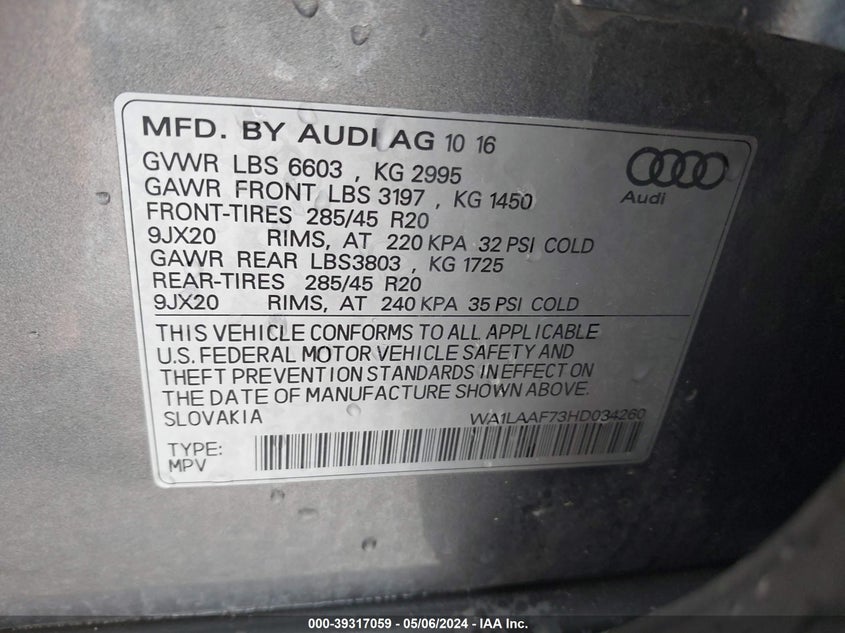 MFD. BY AUDI AG 10 16
GVWR LBS 6603 , KG 2995
GAWR FRONT LBS 3197 , KG 1450
FRONT-TIRES 285/45 R20
9JX20 RIMS, AT 220 KPA 32 PSI COLD
GAWR REAR LBS3803 , KG 1725
REAR-TIRES 285/45 R20
9JX20 RIMS, AT 240 KPA 35 PSI COLD
Audi
THIS VEHICLE CONFORMS TO ALL APPLICABLE
U.S. FEDERAL MOTOR VEHICLE SAFETY AND
THEFT PREVENTION STANDARDS IN EFFECT ON
THE DATE OF MANUFACTURE SHOWN ABOVE.
SLOVAKIA WA1LAAF73HD034260
TYPE:
MPV
000-39317059 - 05/06/2024 - IAA Inc.